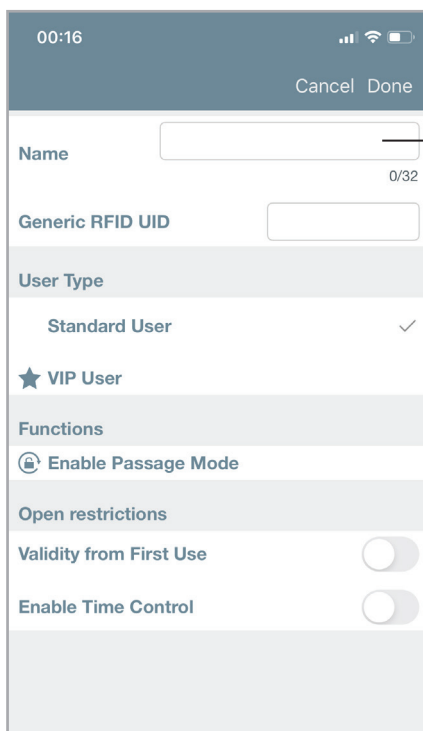 00:16
Cancel Done
Name
0/32
Generic RFID UID
User Type
Standard User
VIP User
Functions
Enable Passage Mode
Open restrictions
Validity from First Use
Enable Time Control